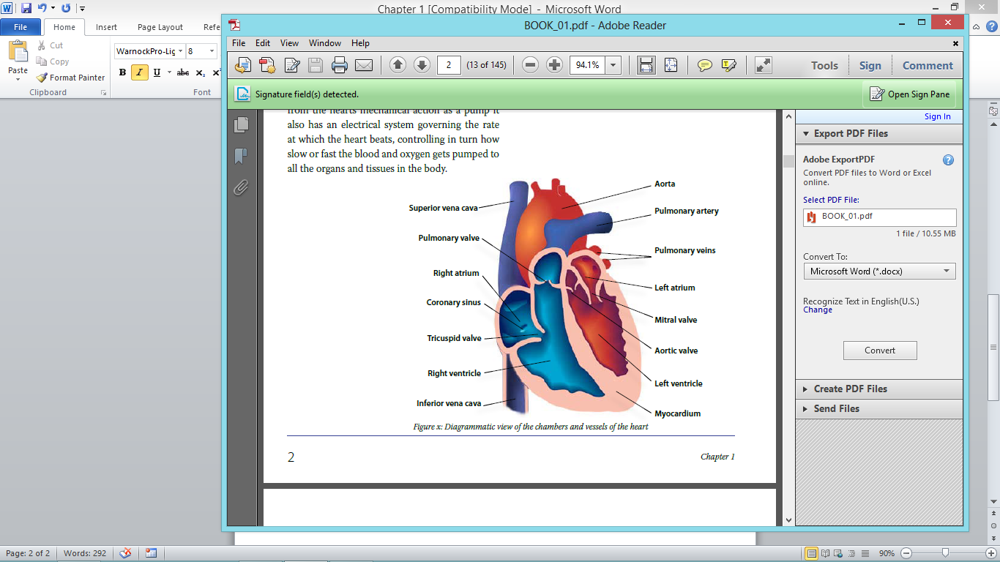 Chapter 1 [Compatibility Mode] - Microsoft Word
File Home Insert Page Layout Refe
Cut
Copy
Paste
Format Painter
Clipboard
WarnockPro-Lig 8
B I U abc X₂ X
Font
BOOK_01.pdf - Adobe Reader
File Edit View Window Help
2 (13 of 145) 94.1% Tools Sign Comment
Signature field(s) detected. Open Sign Pane
from the hearts mechanical action as a pump it
also has an electrical system governing the rate
at which the heart beats, controlling in turn how
slow or fast the blood and oxygen gets pumped to
all the organs and tissues in the body.
Superior vena cava
Pulmonary valve
Right atrium
Coronary sinus
Tricuspid valve
Right ventricle
Inferior vena cava
Aorta
Pulmonary artery
Pulmonary veins
Left atrium
Mitral valve
Aortic valve
Left ventricle
Myocardium
Figure x: Diagrammatic view of the chambers and vessels of the heart
2 Chapter 1
Sign In
Export PDF Files
Adobe ExportPDF
Convert PDF files to Word or Excel
online.
Select PDF File:
BOOK_01.pdf
1 file / 10.55 MB
Convert To:
Microsoft Word (*.docx)
Recognize Text in English(U.S.)
Change
Convert
Create PDF Files
Send Files
Page: 2 of 2 Words: 292 90%